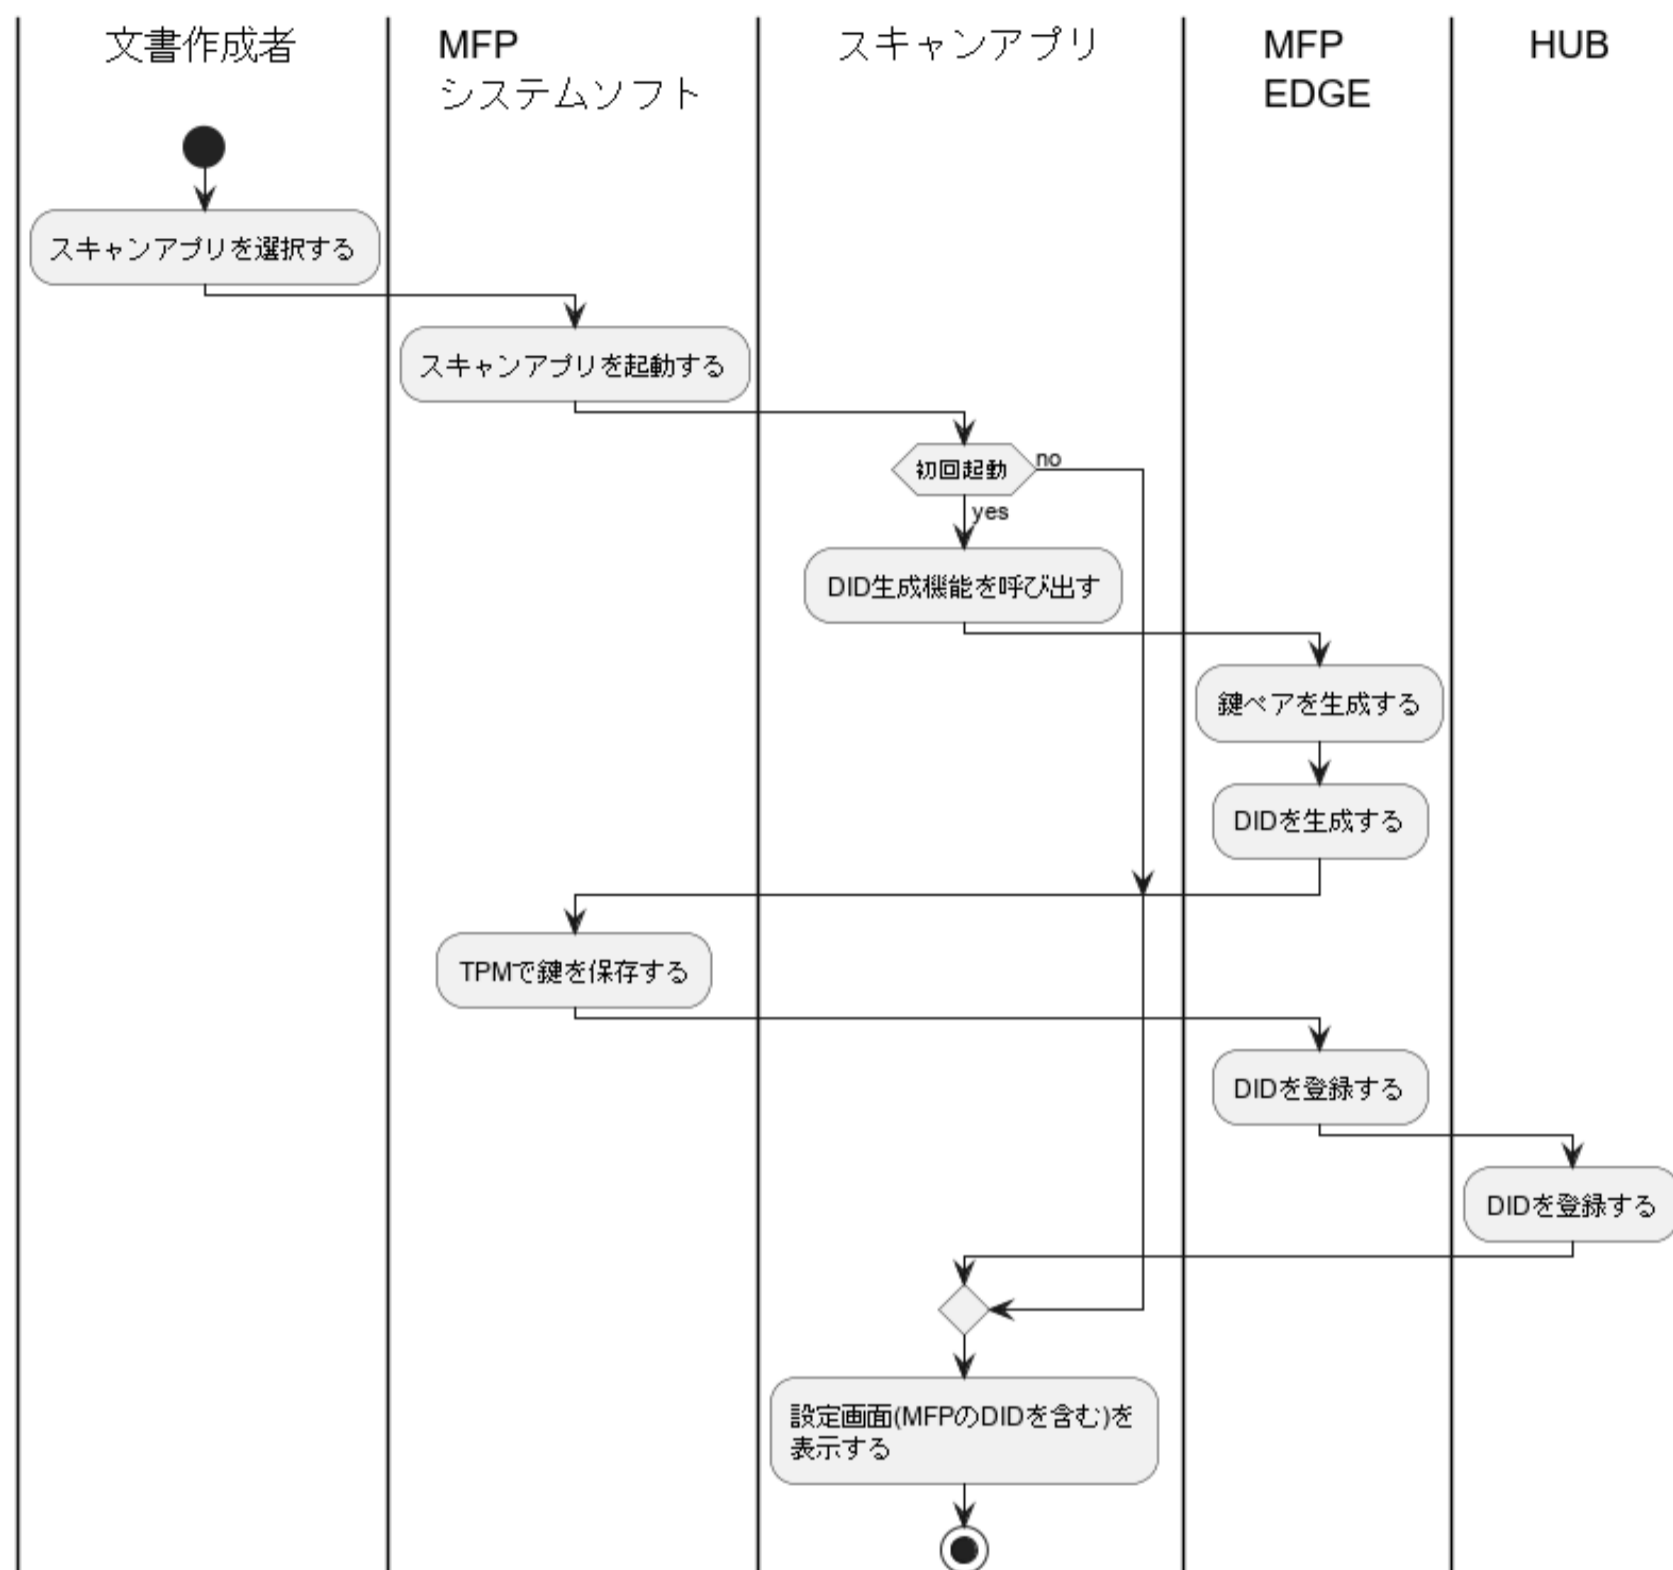 文書作成者
MFP
システムソフト
スキャンアプリ
MFP
EDGE
HUB
スキャンアプリを選択する
スキャンアプリを起動する
初回起動
no
yes
DID生成機能を呼び出す
鍵ペアを生成する
DIDを生成する
TPMで鍵を保存する
DIDを登録する
DIDを登録する
設定画面(MFPのDIDを含む)を
表示する